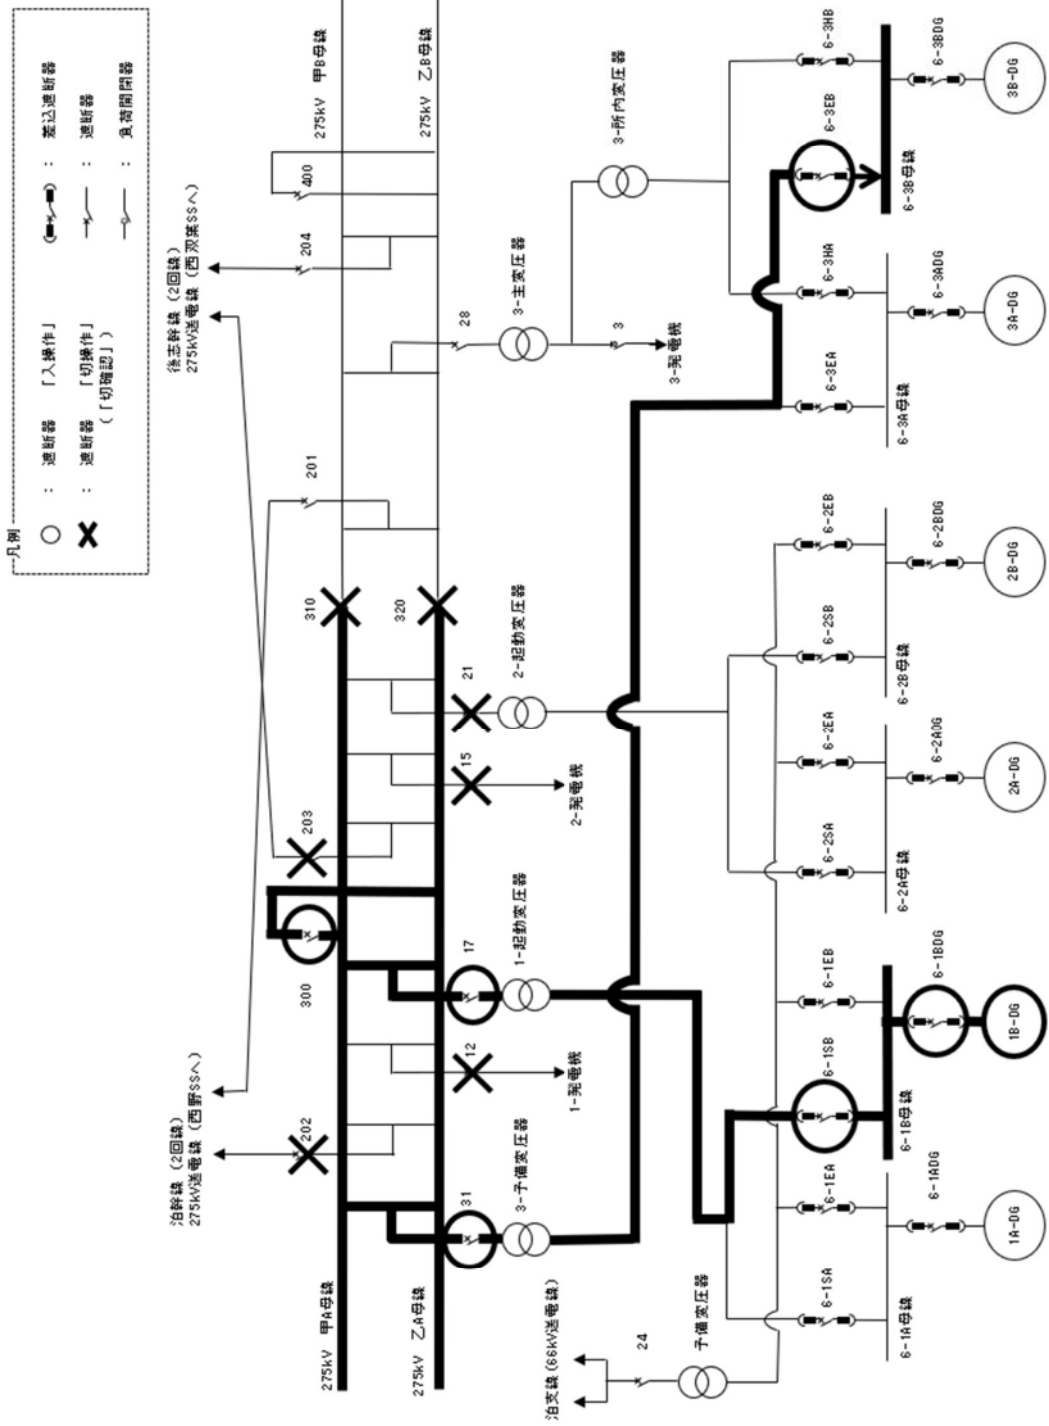 凡例
○ : 遮断器 「入操作」
✕ : 遮断器 「切操作」
(「切確認」)
: 差込遮断器
: 遮断器
: 負荷開閉器
泊幹線 (2回線)
275kV送電線 (西野SSへ)
後志幹線 (2回線)
275kV送電線 (西双葉SSへ)
202
300
203
201
204
400
310
320
275kV 甲A母線
275kV 甲B母線
275kV 乙A母線
275kV 乙B母線
31
12
17
15
21
28
3-予備変圧器
1-発電機
1-起動変圧器
2-発電機
2-起動変圧器
3-主変圧器
3
3-発電機
3-所内変圧器
泊支線(66kV送電線)
24
予備変圧器
6-1SA
6-1EA
6-1SB
6-1EB
6-2SA
6-2EA
6-2SB
6-2EB
6-3EA
6-3HA
6-3EB
6-3HB
6-1A母線
6-1B母線
6-2A母線
6-2B母線
6-3A母線
6-3B母線
6-1ADG
6-1BDG
6-2ADG
6-2BDG
6-3ADG
6-3BDG
1A-DG
1B-DG
2A-DG
2B-DG
3A-DG
3B-DG